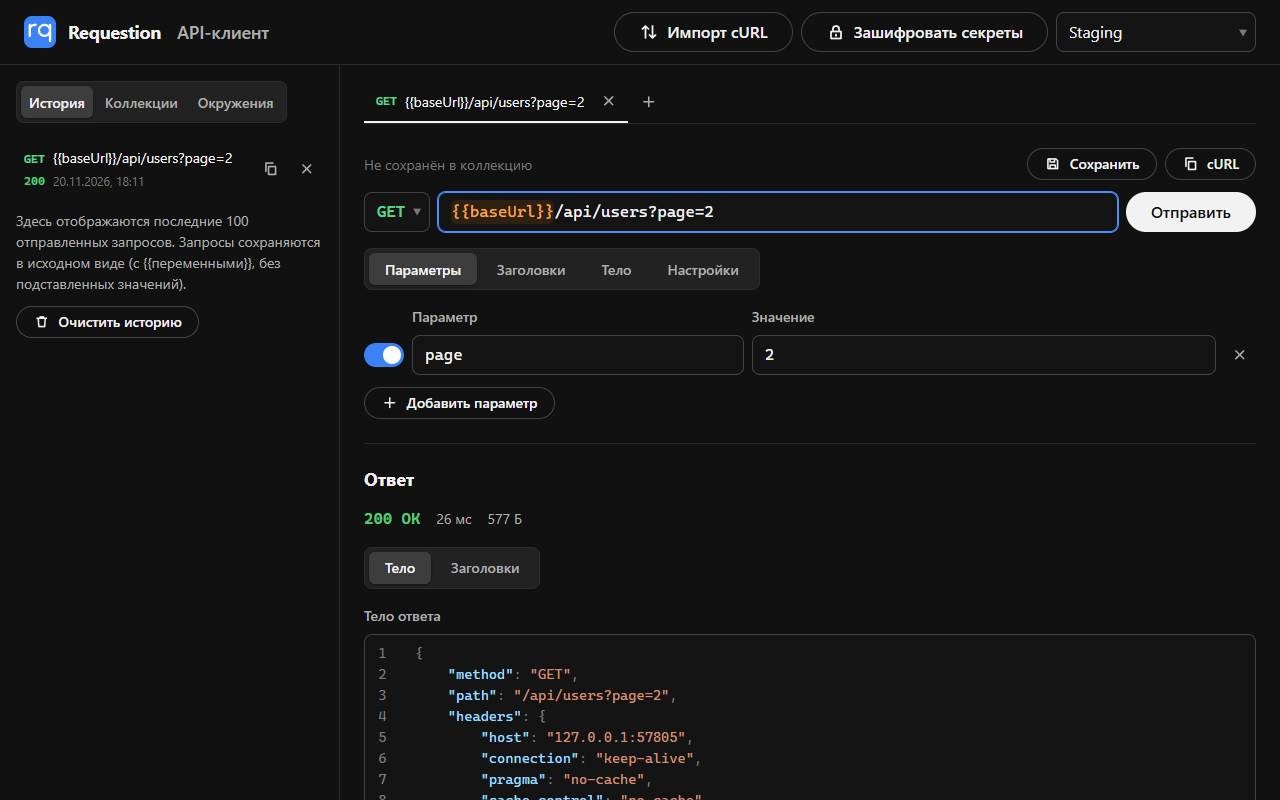 rq Requestion API-клиент Импорт cURL Зашифровать секреты Staging
История Коллекции Окружения
GET {{baseUrl}}/api/users?page=2
200 20.11.2026, 18:11
Здесь отображаются последние 100
отправленных запросов. Запросы сохраняются
в исходном виде (с {{переменными}}, без
подставленных значений).
Очистить историю
GET {{baseUrl}}/api/users?page=2
Не сохранён в коллекцию Сохранить cURL
GET {{baseUrl}}/api/users?page=2 Отправить
Параметры Заголовки Тело Настройки
Параметр Значение
page 2
Добавить параметр
Ответ
200 OK 26 мс 577 Б
Тело Заголовки
Тело ответа
1 {
2 "method": "GET",
3 "path": "/api/users?page=2",
4 "headers": {
5 "host": "127.0.0.1:57805",
6 "connection": "keep-alive",
7 "pragma": "no-cache",
8 "cache-control": "no-cache"